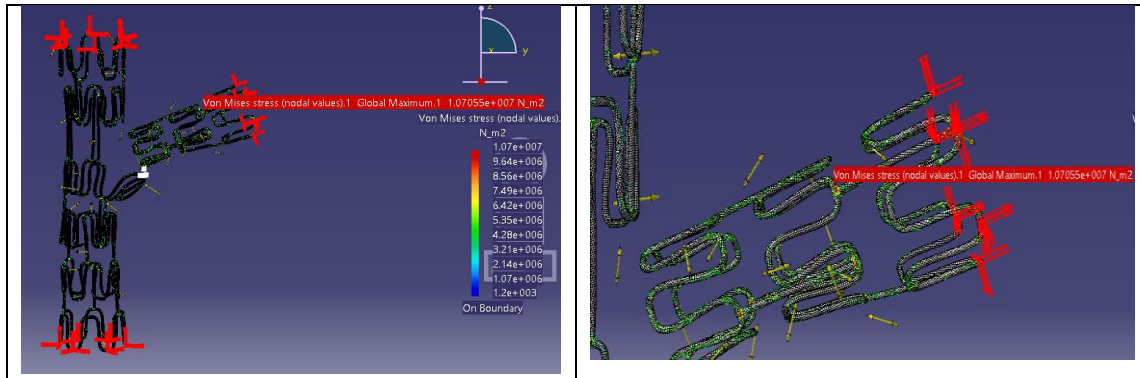 z
x
y
Von Mises stress (nodal values).1 Global Maximum.1 1.07055e+007 N_m2
Von Mises stress (nodal values).
N_m2
1.07e+007
9.64e+006
8.56e+006
7.49e+006
6.42e+006
5.35e+006
4.28e+006
3.21e+006
2.14e+006
1.07e+006
1.2e+003
On Boundary
Von Mises stress (nodal values).1 Global Maximum.1 1.07055e+007 N_m2